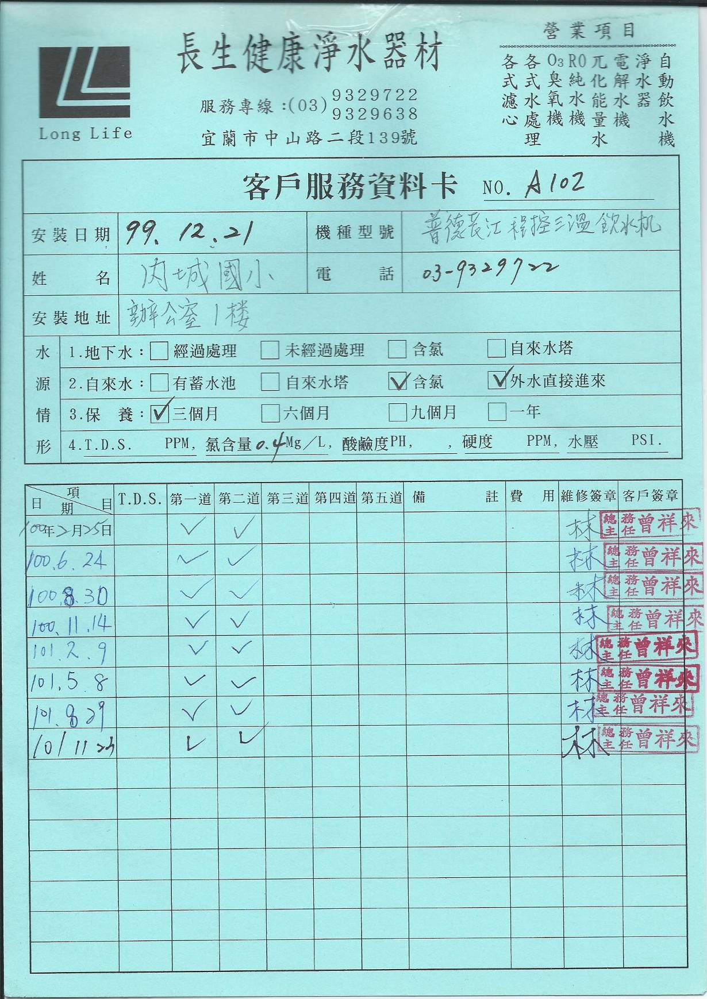 長生健康淨水器材
Long Life
服務專線:(03) 9329722
9329638
宜蘭市中山路二段139號
營業項目
自動飲水機
淨水器
電解水機
兀化能量水
RO純水機
O3臭氧機
各式水處理
各式濾心
客戶服務資料卡 NO. A102
安裝日期 99.12.21 機種型號 普德長江程控三溫飲水机
姓名 內城國小 電話 03-9329722
安裝地址 辦公室1楼
水源情形
1.地下水: □經過處理 □未經過處理 □含氯 □自來水塔
2.自來水: □有蓄水池 □自來水塔 ☑含氯 ☑外水直接進來
3.保養: ☑三個月 □六個月 □九個月 □一年
4.T.D.S. PPM, 氯含量0.4Mg/L, 酸鹼度PH, , 硬度 PPM, 水壓 PSI.
項目 日期 T.D.S. 第一道 第二道 第三道 第四道 第五道 備註 費用 維修簽章 客戶簽章
100年2月25日 ✓ ✓ 林 總務主任 曾祥來
100.6.24 ✓ ✓ 林 總務主任 曾祥來
100.8.30 ✓ ✓ 林 總務主任 曾祥來
100.11.14 ✓ ✓ 林 總務主任 曾祥來
101.2.9 ✓ ✓ 林 總務主任 曾祥來
101.5 8 ✓ ✓ 林 總務主任 曾祥來
101.8 29 ✓ ✓ 林 總務主任 曾祥來
101 11 ✓ ✓ 林 總務主任 曾祥來